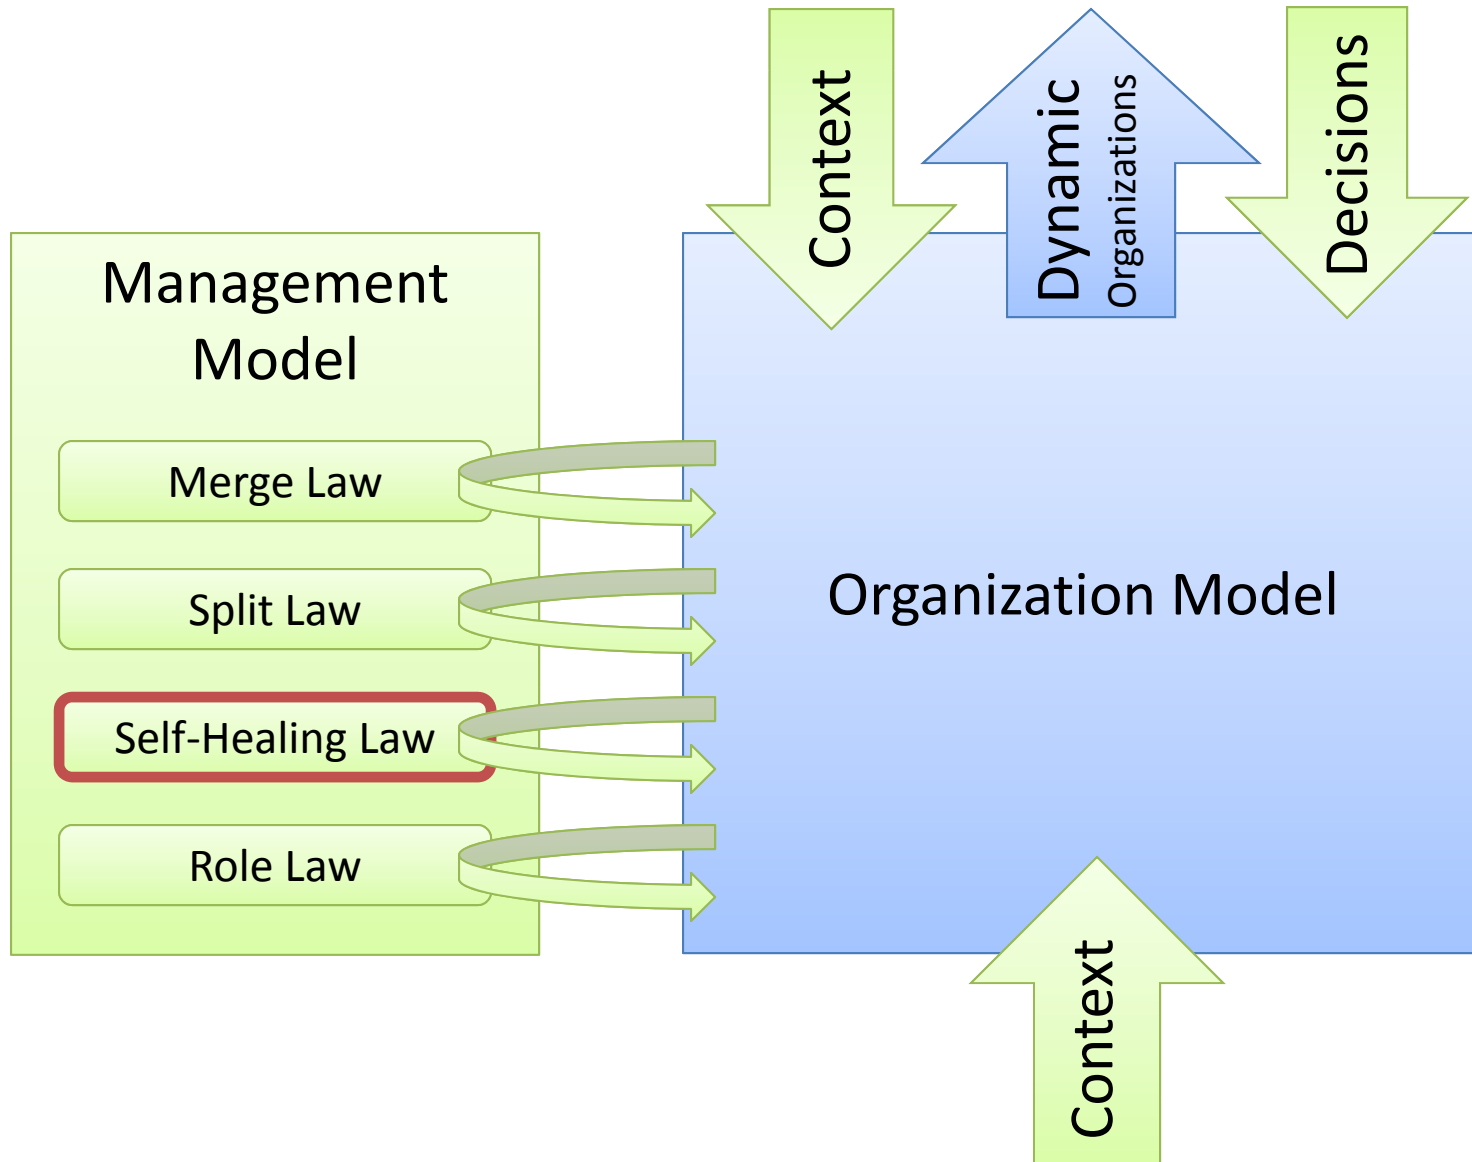 Context
Dynamic
Organizations
Decisions
Management
Model
Merge Law
Split Law
Self-Healing Law
Role Law
Organization Model
Context